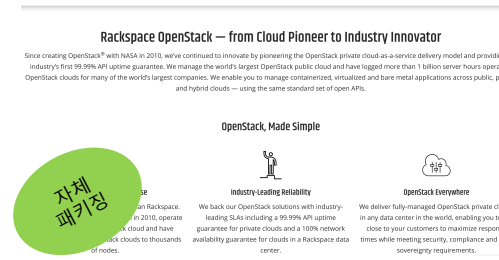 Rackspace OpenStack — from Cloud Pioneer to Industry Innovator
Since creating OpenStack® with NASA in 2010, we've continued to innovate by pioneering the OpenStack private cloud-as-a-service delivery model and
industry's first 99.99% API uptime guarantee. We manage the world's largest OpenStack public cloud and have logged more than 1 billion server hours
OpenStack clouds for many of the world's largest companies. We enable you to manage containerized, virtualized and bare metal applications across public,
and hybrid clouds — using the same standard set of open APIs.
OpenStack, Made Simple
자체
패키징
Industry-Leading Reliability
OpenStack Everywhere
Rackspace.
in 2010, operate
cloud and have
clouds to thousands
of nodes.
We back our OpenStack solutions with industry-
leading SLAs including a 99.99% API uptime
guarantee for private clouds and a 100% network
availability guarantee for clouds in a Rackspace data
center.
We deliver fully-managed OpenStack private
in any data center in the world, enabling you
close to your customers to maximize
times while meeting security, compliance and
sovereignty requirements.